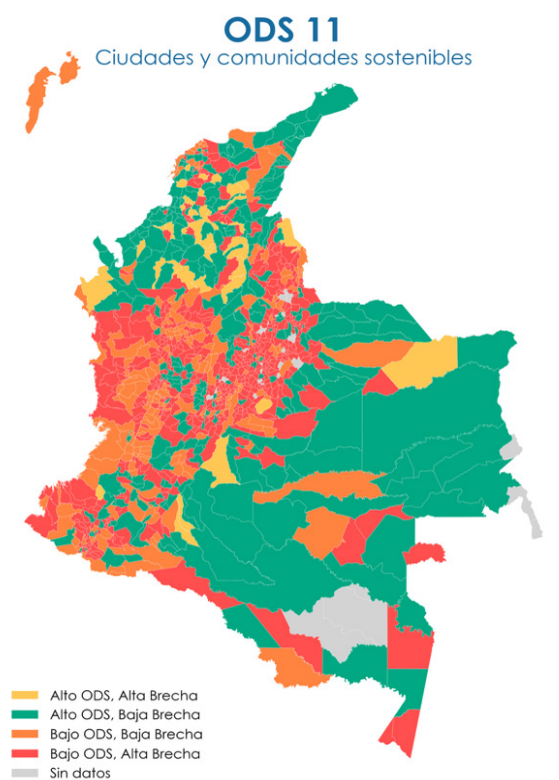 ODS 11
Ciudades y comunidades sostenibles
Alto ODS, Alta Brecha
Alto ODS, Baja Brecha
Bajo ODS, Baja Brecha
Bajo ODS, Alta Brecha
Sin datos